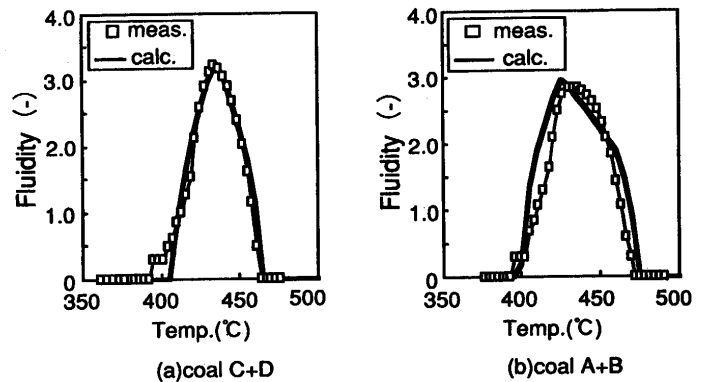 4.0
3.0
2.0
1.0
0
Fluidity (-)
meas.
calc.
350 400 450 500
Temp.(℃)
(a)coal C+D
4.0
3.0
2.0
1.0
0
Fluidity (-)
meas.
calc.
350 400 450 500
Temp.(℃)
(b)coal A+B